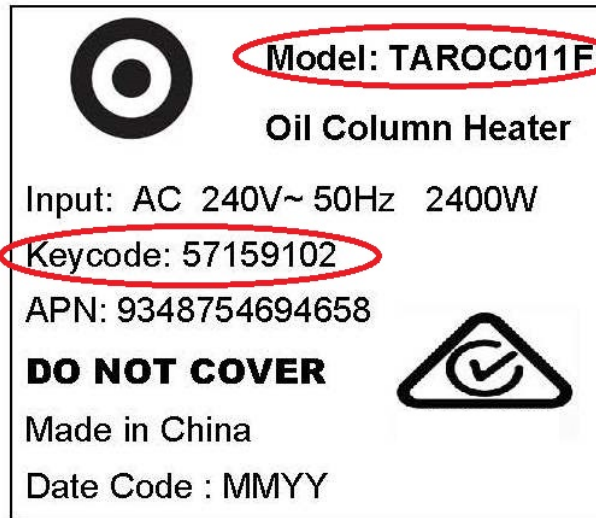 Model: TAROC011F
Oil Column Heater
Input: AC 240V~ 50Hz 2400W
Keycode: 57159102
APN: 9348754694658
DO NOT COVER
Made in China
Date Code : MMYY